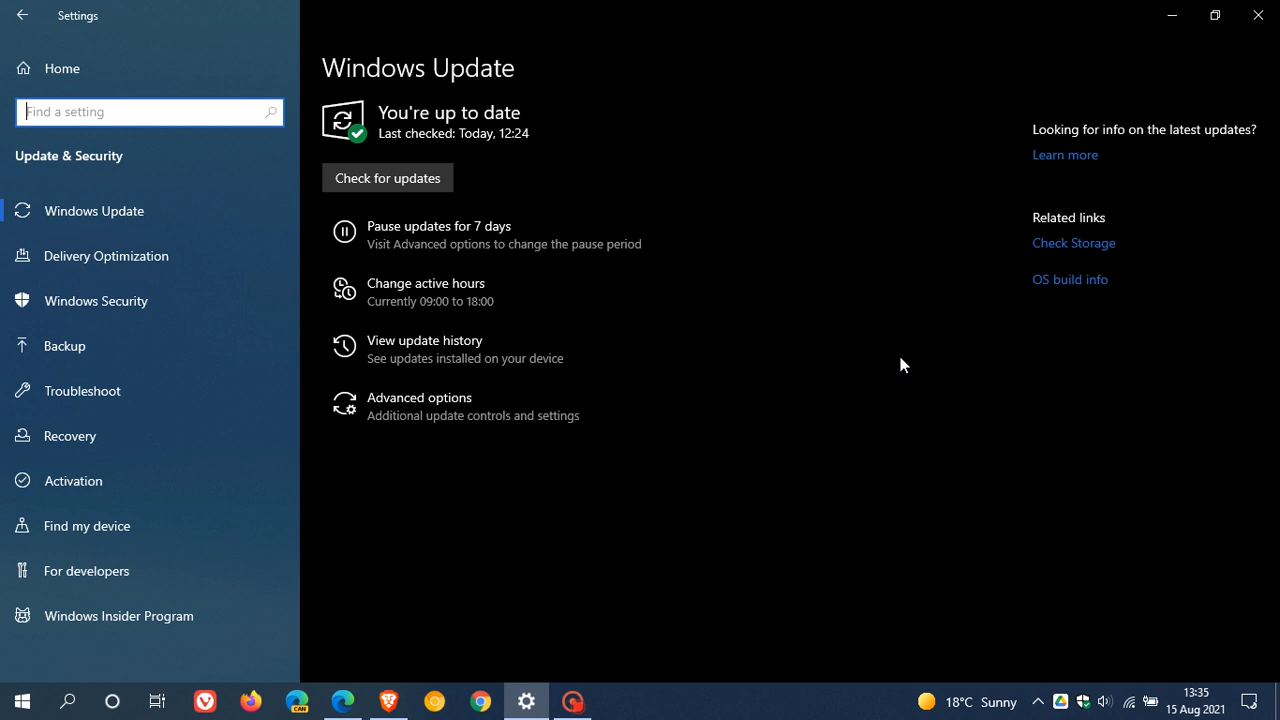 Settings
Home
Find a setting
Update & Security
Windows Update
Delivery Optimization
Windows Security
Backup
Troubleshoot
Recovery
Activation
Find my device
For developers
Windows Insider Program
Windows Update
You're up to date
Last checked: Today, 12:24
Check for updates
Pause updates for 7 days
Visit Advanced options to change the pause period
Change active hours
Currently 09:00 to 18:00
View update history
See updates installed on your device
Advanced options
Additional update controls and settings
Looking for info on the latest updates?
Learn more
Related links
Check Storage
OS build info
CAN
18°C Sunny
13:35
15 Aug 2021